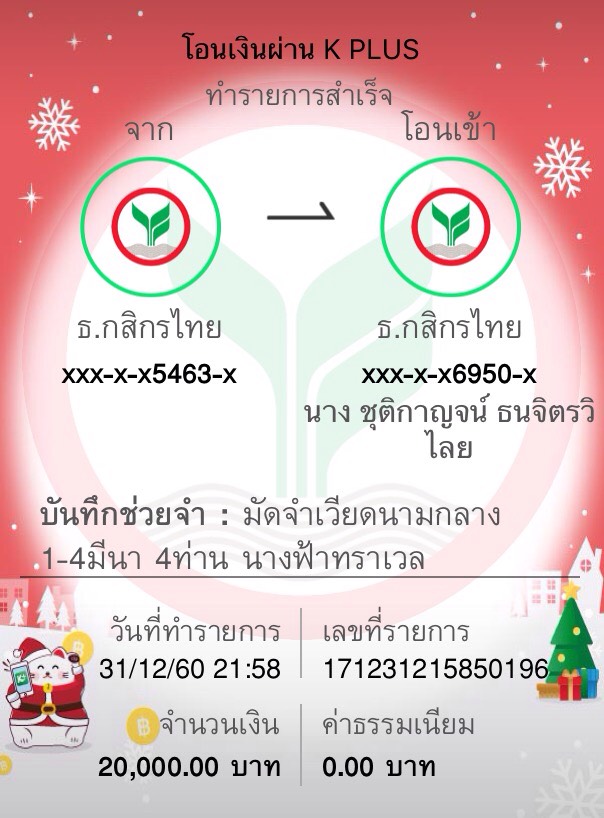 โอนเงินผ่าน K PLUS
ทำรายการสำเร็จ
จาก
โอนเข้า
ธ.กสิกรไทย
ธ.กสิกรไทย
xxx-x-x5463-x
xxx-x-x6950-x
นาง ชุติกาญจน์ ธนจิตรวิ
ไลย
บันทึกช่วยจำ : มัดจำเวียดนามกลาง
1-4มีนา 4ท่าน นางฟ้าทราเวล
วันที่ทำรายการ
เลขที่รายการ
31/12/60 21:58
171231215850196
จำนวนเงิน
ค่าธรรมเนียม
20,000.00 บาท
0.00 บาท